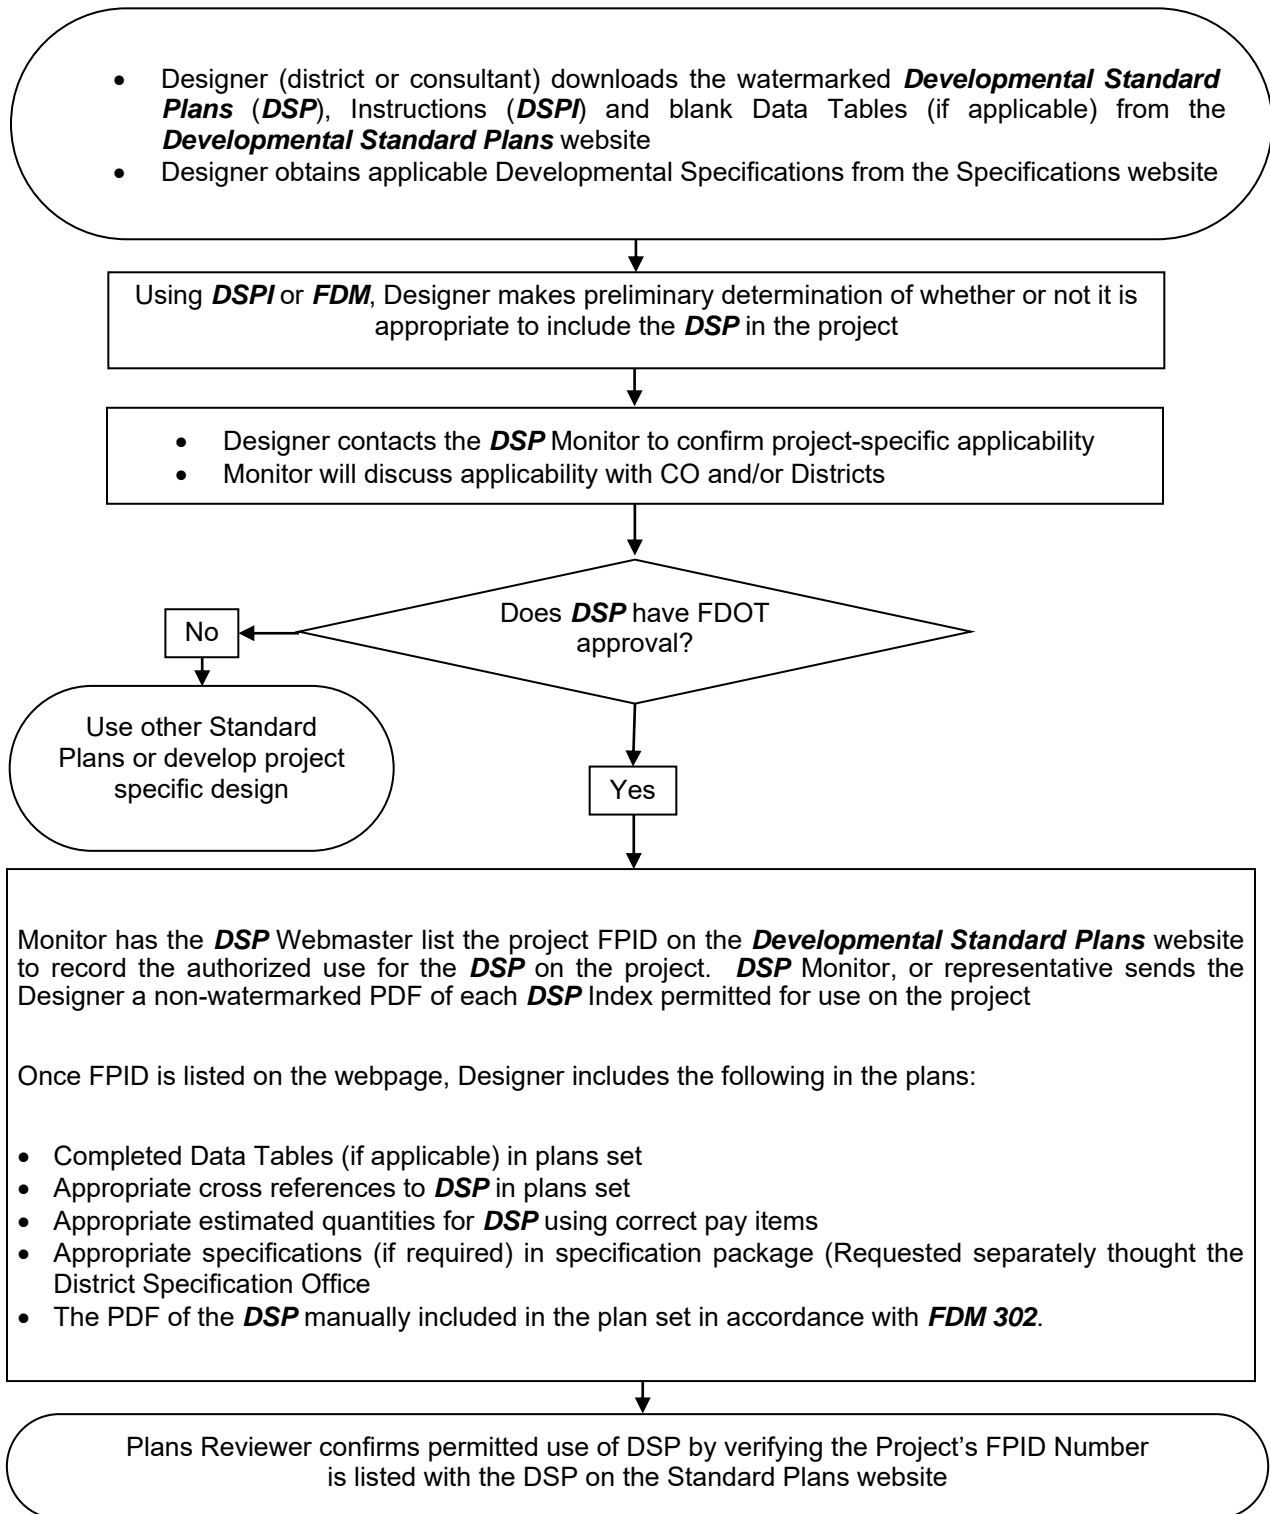 • Designer (district or consultant) downloads the watermarked Developmental Standard
Plans (DSP), Instructions (DSPI) and blank Data Tables (if applicable) from the
Developmental Standard Plans website
• Designer obtains applicable Developmental Specifications from the Specifications website
Using DSPI or FDM, Designer makes preliminary determination of whether or not it is
appropriate to include the DSP in the project
• Designer contacts the DSP Monitor to confirm project-specific applicability
• Monitor will discuss applicability with CO and/or Districts
Does DSP have FDOT
approval?
No
Use other Standard
Plans or develop project
specific design
Yes
Monitor has the DSP Webmaster list the project FPID on the Developmental Standard Plans website
to record the authorized use for the DSP on the project. DSP Monitor, or representative sends the
Designer a non-watermarked PDF of each DSP Index permitted for use on the project
Once FPID is listed on the webpage, Designer includes the following in the plans:
• Completed Data Tables (if applicable) in plans set
• Appropriate cross references to DSP in plans set
• Appropriate estimated quantities for DSP using correct pay items
• Appropriate specifications (if required) in specification package (Requested separately thought the
District Specification Office
• The PDF of the DSP manually included in the plan set in accordance with FDM 302.
Plans Reviewer confirms permitted use of DSP by verifying the Project's FPID Number
is listed with the DSP on the Standard Plans website